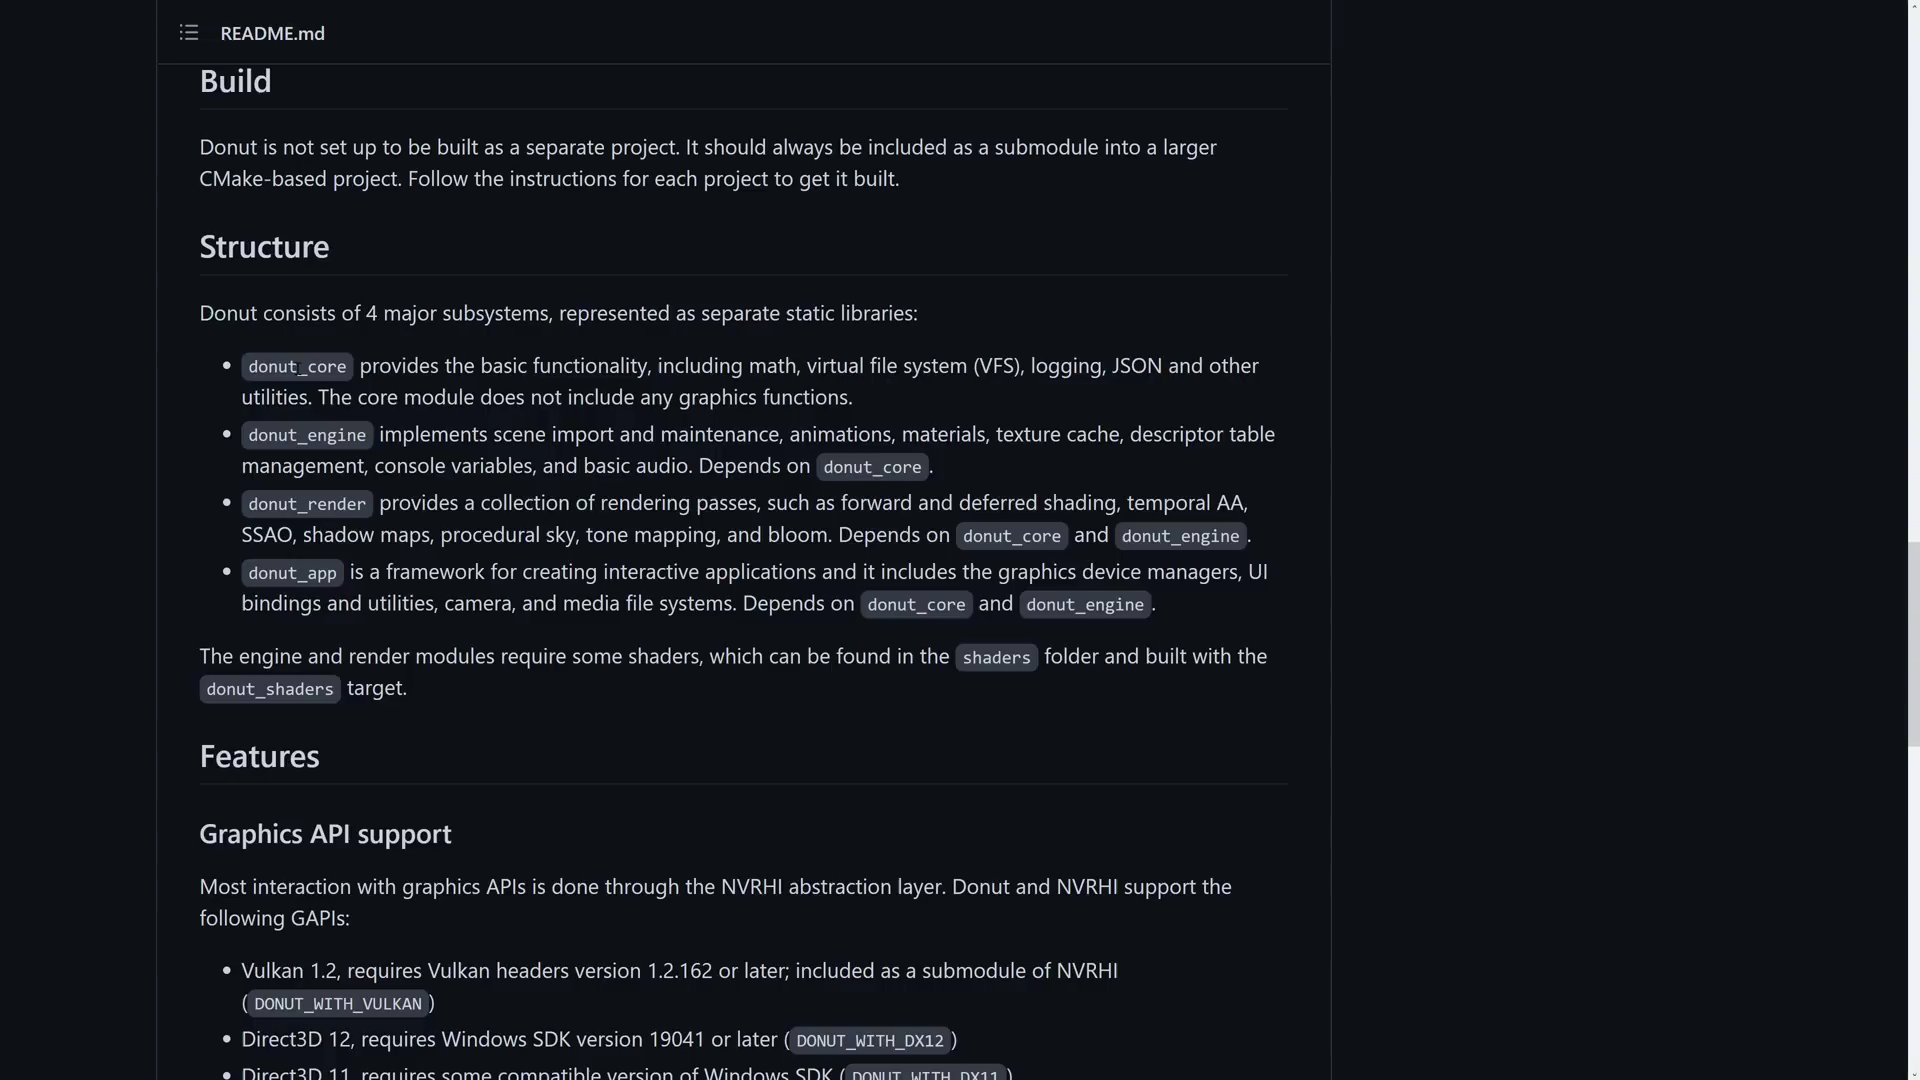 README.md
Build
Donut is not set up to be built as a separate project. It should always be included as a submodule into a larger
CMake-based project. Follow the instructions for each project to get it built.
Structure
Donut consists of 4 major subsystems, represented as separate static libraries:
donut_core provides the basic functionality, including math, virtual file system (VFS), logging, JSON and other
utilities. The core module does not include any graphics functions.
donut_engine implements scene import and maintenance, animations, materials, texture cache, descriptor table
management, console variables, and basic audio. Depends on donut_core.
donut_render provides a collection of rendering passes, such as forward and deferred shading, temporal AA,
SSAO, shadow maps, procedural sky, tone mapping, and bloom. Depends on donut_core and donut_engine.
donut_app is a framework for creating interactive applications and it includes the graphics device managers, UI
bindings and utilities, camera, and media file systems. Depends on donut_core and donut_engine.
The engine and render modules require some shaders, which can be found in the shaders folder and built with the
donut_shaders target.
Features
Graphics API support
Most interaction with graphics APIs is done through the NVRHI abstraction layer. Donut and NVRHI support the
following GAPIs:
Vulkan 1.2, requires Vulkan headers version 1.2.162 or later; included as a submodule of NVRHI
(DONUT_WITH_VULKAN)
Direct3D 12, requires Windows SDK version 19041 or later (DONUT_WITH_DX12)
Direct3D 11, requires some compatible version of Windows SDK (DONUT_WITH_DX11)